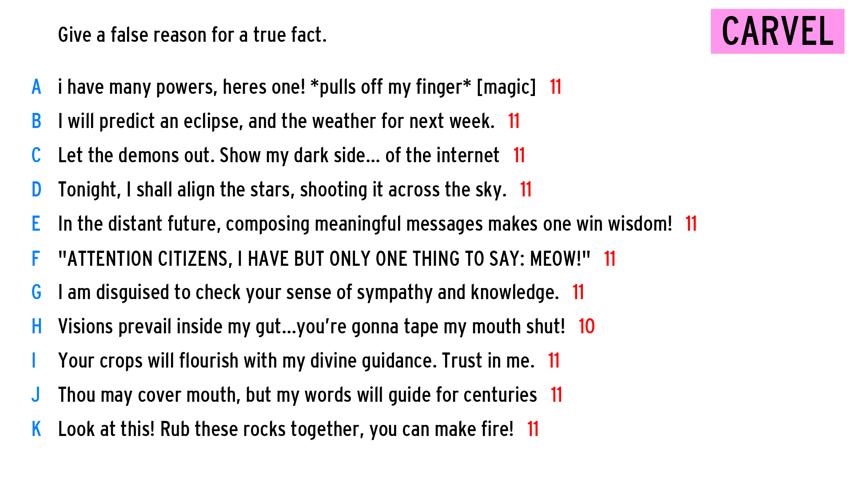 Give a false reason for a true fact.
CARVEL
A i have many powers, heres one! *pulls off my finger* [magic] 11
B I will predict an eclipse, and the weather for next week. 11
C Let the demons out. Show my dark side... of the internet 11
D Tonight, I shall align the stars, shooting it across the sky. 11
E In the distant future, composing meaningful messages makes one win wisdom! 11
F "ATTENTION CITIZENS, I HAVE BUT ONLY ONE THING TO SAY: MEOW!" 11
G I am disguised to check your sense of sympathy and knowledge. 11
H Visions prevail inside my gut...you're gonna tape my mouth shut! 10
I Your crops will flourish with my divine guidance. Trust in me. 11
J Thou may cover mouth, but my words will guide for centuries 11
K Look at this! Rub these rocks together, you can make fire! 11